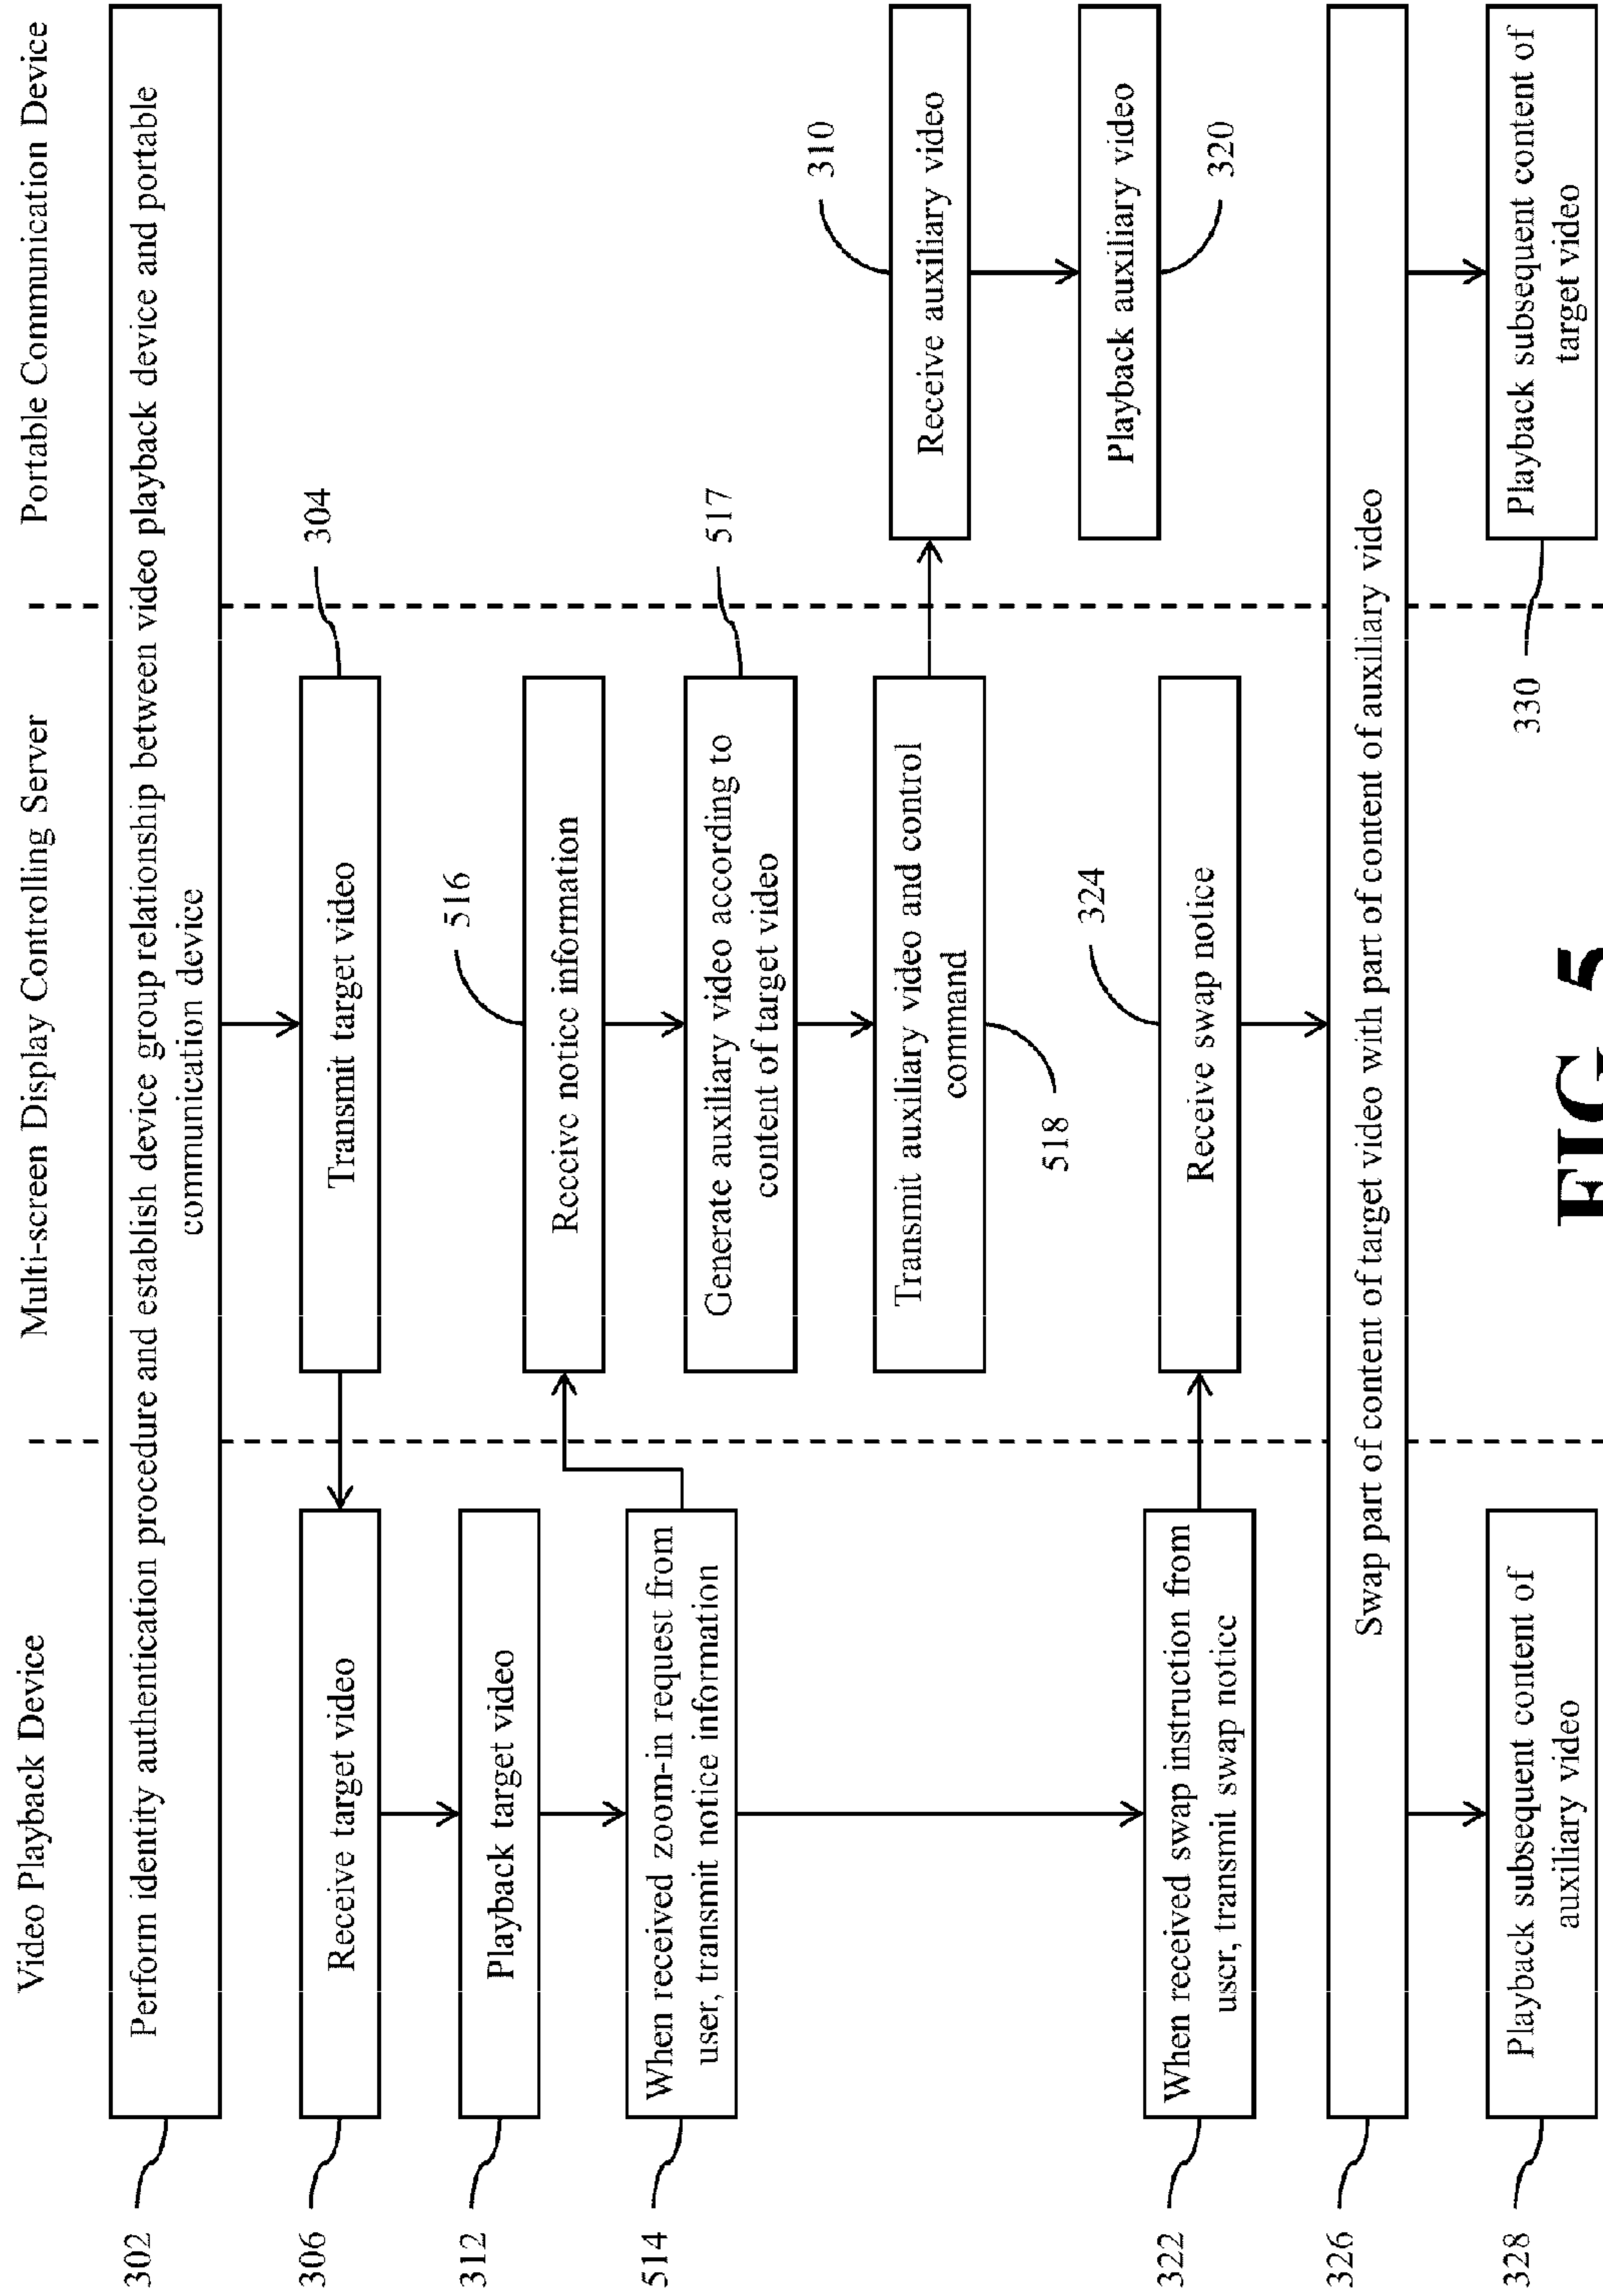 Video Playback Device
Multi-screen Display Controlling Server
Portable Communication Device
302
Perform identity authentication procedure and establish device group relationship between video playback device and portable
communication device
304
Transmit target video
306
Receive target video
312
Playback target video
516
Receive notice information
514
When received zoom-in request from
user, transmit notice information
517
Generate auxiliary video according to
content of target video
Transmit auxiliary video and control
command
518
310
Receive auxiliary video
Playback auxiliary video
320
322
When received swap instruction from
user, transmit swap notice
324
Receive swap notice
326
Swap part of content of target video with part of content of auxiliary video
328
Playback subsequent content of
auxiliary video
330
Playback subsequent content of
target video
FIG 5